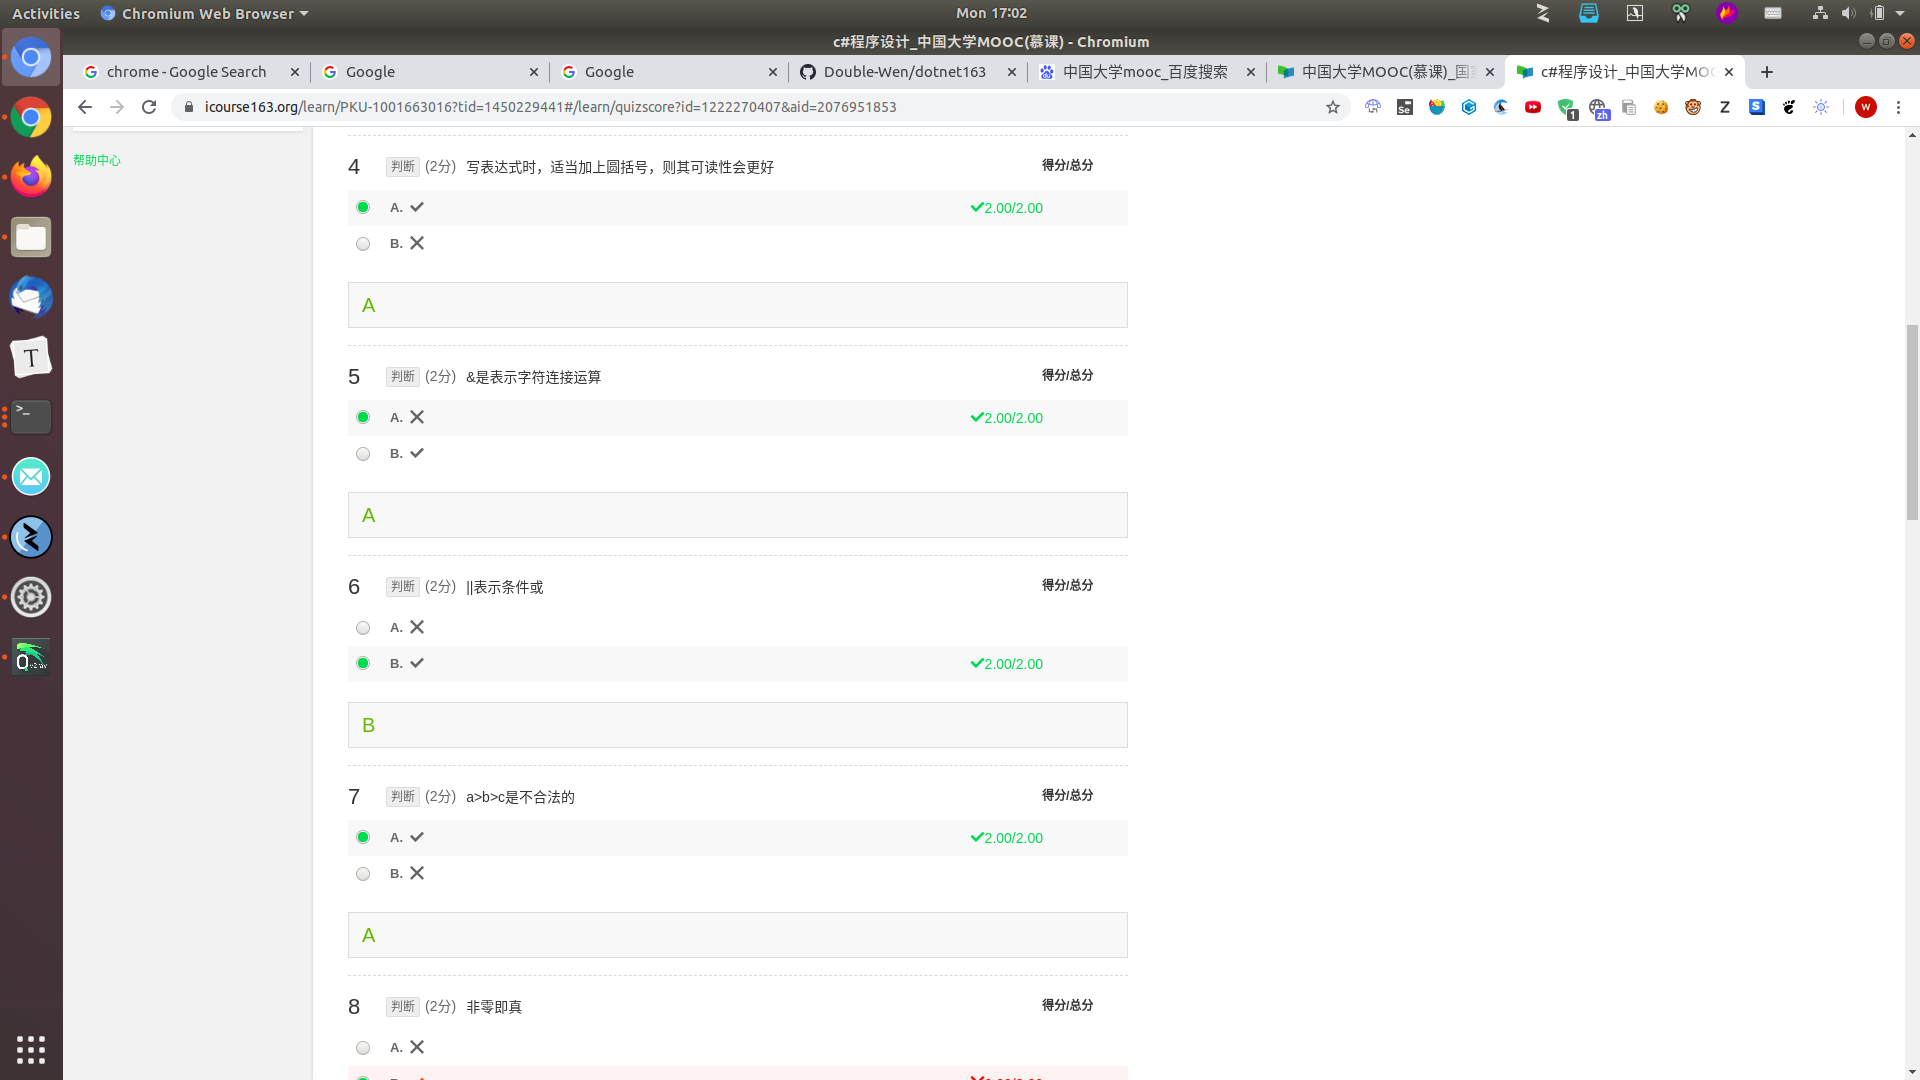 Activities
Chromium Web Browser
Mon 17:02
c#程序设计_中国大学MOOC(慕课) - Chromium
chrome - Google Search
Google
Google
Double-Wen/dotnet163
中国大学mooc_百度搜索
中国大学MOOC(慕课)_国
c#程序设计_中国大学MOO
icourse163.org/learn/PKU-1001663016?tid=1450229441#/learn/quizscore?id=1222270407&aid=2076951853
帮助中心
4 判断 (2分) 写表达式时，适当加上圆括号，则其可读性会更好 得分/总分
A. 2.00/2.00
B.
A
5 判断 (2分) &是表示字符连接运算 得分/总分
A. 2.00/2.00
B.
A
6 判断 (2分) ||表示条件或 得分/总分
A.
B. 2.00/2.00
B
7 判断 (2分) a>b>c是不合法的 得分/总分
A. 2.00/2.00
B.
A
8 判断 (2分) 非零即真 得分/总分
A.